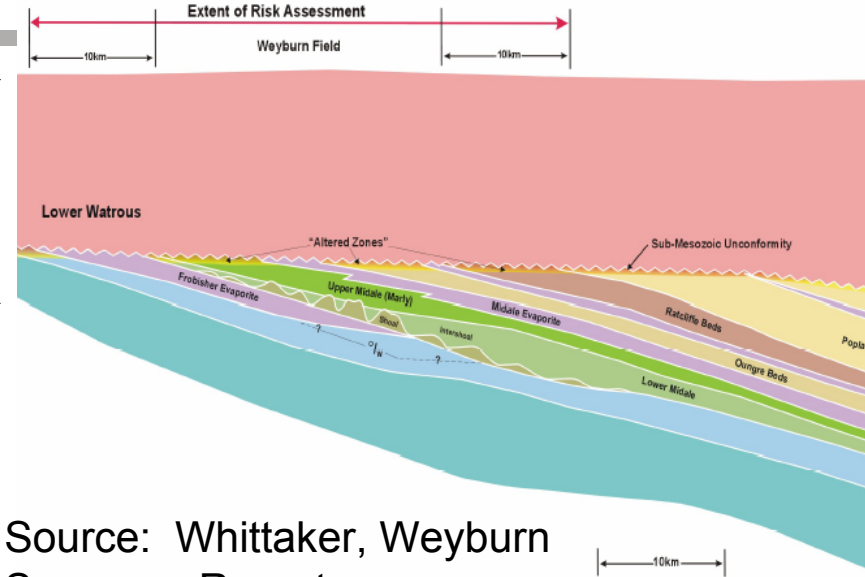 Extent of Risk Assessment
Weyburn Field
10km
10km
Lower Watrous
"Altered Zones"
Sub-Mesozoic Unconformity
Frobisher Evaporite
Upper Midale (Marly)
Midale Evaporite
Ratcliffe Beds
Shoal
Intershoal
?
O/W
?
Oungre Beds
Lower Midale
Source: Whittaker, Weyburn
10km